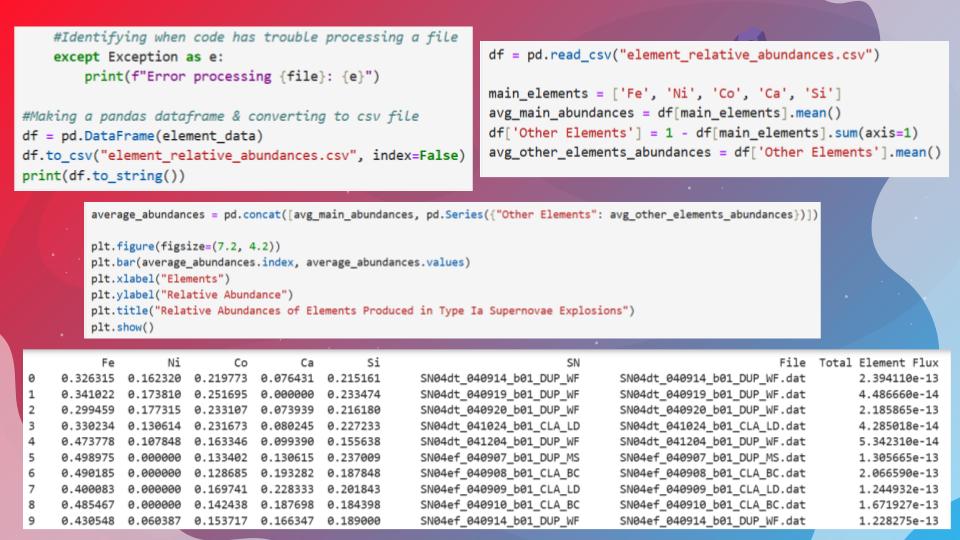 #Identifying when code has trouble processing a file
except Exception as e:
print(f"Error processing {file}: {e}")
#Making a pandas dataframe & converting to csv file
df = pd.DataFrame(element_data)
df.to_csv("element_relative_abundances.csv", index=False)
print(df.to_string())
df = pd.read_csv("element_relative_abundances.csv")
main_elements = ['Fe', 'Ni', 'Co', 'Ca', 'Si']
avg_main_abundances = df[main_elements].mean()
df['Other Elements'] = 1 - df[main_elements].sum(axis=1)
avg_other_elements_abundances = df['Other Elements'].mean()
average_abundances = pd.concat([avg_main_abundances, pd.Series({"Other Elements": avg_other_elements_abundances})])
plt.figure(figsize=(7.2, 4.2))
plt.bar(average_abundances.index, average_abundances.values)
plt.xlabel("Elements")
plt.ylabel("Relative Abundance")
plt.title("Relative Abundances of Elements Produced in Type Ia Supernovae Explosions")
plt.show()
Fe Ni Co Ca Si SN File Total Element Flux
0 0.326315 0.162320 0.219773 0.076431 0.215161 SN04dt_040914_b01_DUP_WF SN04dt_040914_b01_DUP_WF.dat 2.394110e-13
1 0.341022 0.173810 0.251695 0.000000 0.233474 SN04dt_040919_b01_DUP_WF SN04dt_040919_b01_DUP_WF.dat 4.486660e-14
2 0.299459 0.177315 0.233107 0.073939 0.216180 SN04dt_040920_b01_DUP_WF SN04dt_040920_b01_DUP_WF.dat 2.185865e-13
3 0.330234 0.130614 0.231673 0.080245 0.227233 SN04dt_041024_b01_CLA_LD SN04dt_041024_b01_CLA_LD.dat 4.285018e-14
4 0.473778 0.107848 0.163346 0.099390 0.155638 SN04dt_041204_b01_DUP_WF SN04dt_041204_b01_DUP_WF.dat 5.342310e-14
5 0.498975 0.000000 0.133402 0.130615 0.237009 SN04ef_040907_b01_DUP_MS SN04ef_040907_b01_DUP_MS.dat 1.305665e-13
6 0.490185 0.000000 0.128685 0.193282 0.187848 SN04ef_040908_b01_CLA_BC SN04ef_040908_b01_CLA_BC.dat 2.066590e-13
7 0.400083 0.000000 0.169741 0.228333 0.201843 SN04ef_040909_b01_CLA_LD SN04ef_040909_b01_CLA_LD.dat 1.244932e-13
8 0.485467 0.000000 0.142438 0.187698 0.184398 SN04ef_040910_b01_CLA_BC SN04ef_040910_b01_CLA_BC.dat 1.671927e-13
9 0.430548 0.060387 0.153717 0.166347 0.189000 SN04ef_040914_b01_DUP_WF SN04ef_040914_b01_DUP_WF.dat 1.228275e-13